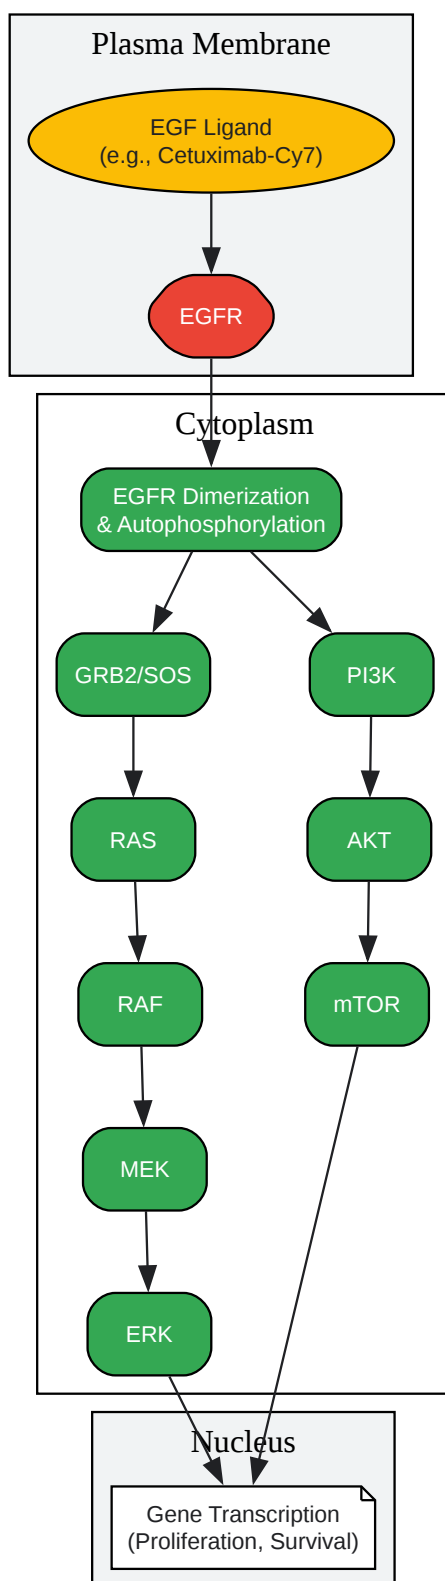 Plasma Membrane
EGF Ligand
(e.g., Cetuximab-Cy7)
EGFR
Cytoplasm
EGFR Dimerization
& Autophosphorylation
GRB2/SOS
PI3K
RAS
AKT
RAF
mTOR
MEK
ERK
Nucleus
Gene Transcription
(Proliferation, Survival)